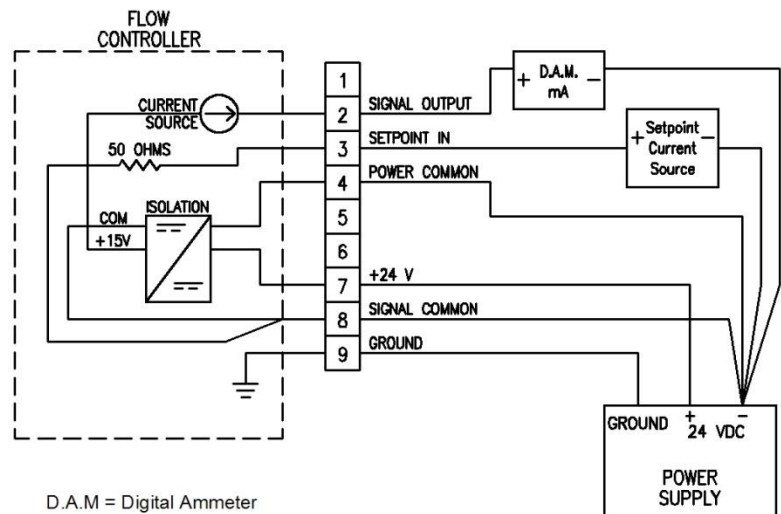 FLOW
CONTROLLER
CURRENT
SOURCE
50 OHMS
COM
+15V
ISOLATION
1
2
3
4
5
6
7
8
9
SIGNAL OUTPUT
SETPOINT IN
POWER COMMON
+24 V
SIGNAL COMMON
GROUND
+ D.A.M. −
mA
+ Setpoint −
Current
Source
GROUND
+ −
24 VDC
POWER
SUPPLY
D.A.M = Digital Ammeter